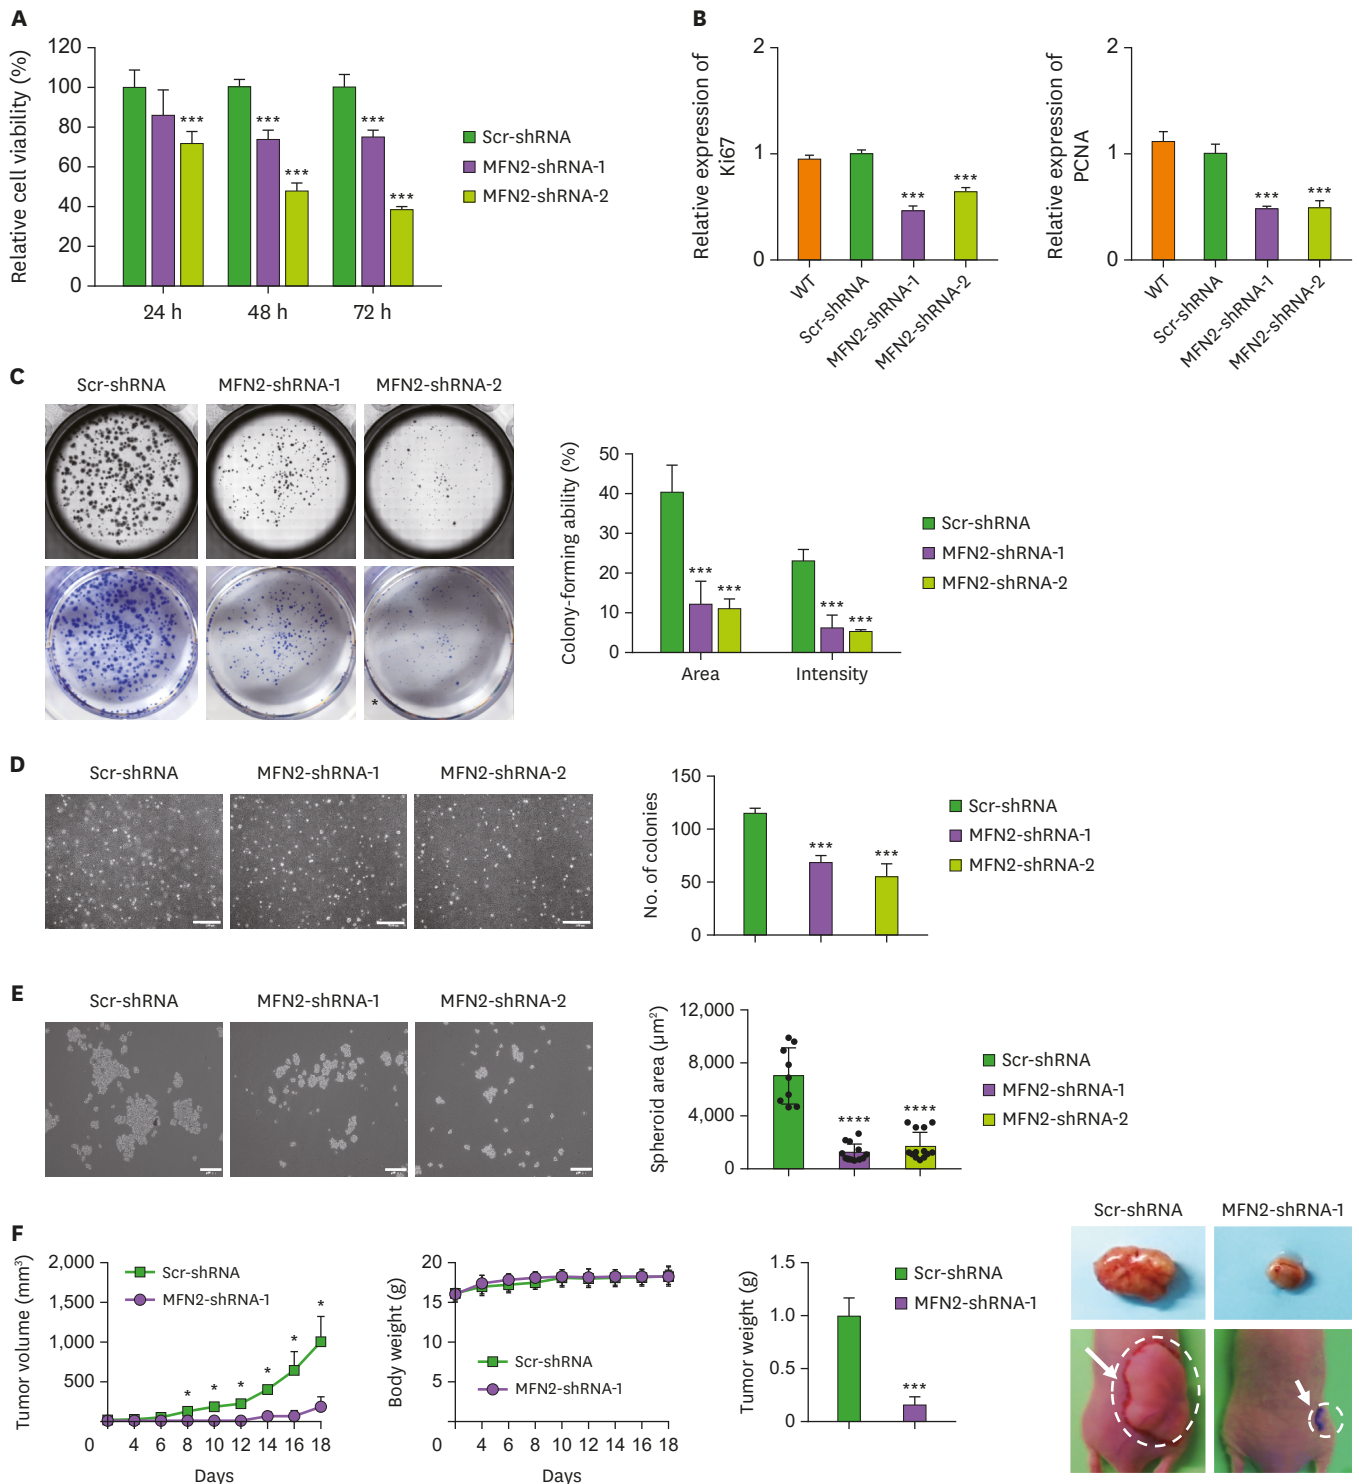 A
Relative cell viability (%)
120
100
80
60
40
20
0
***
***
***
***
***
24 h
48 h
72 h
Scr-shRNA
MFN2-shRNA-1
MFN2-shRNA-2
B
Relative expression of
Ki67
2
1
0
***
***
WT
Scr-shRNA
MFN2-shRNA-1
MFN2-shRNA-2
Relative expression of
PCNA
2
1
0
***
***
WT
Scr-shRNA
MFN2-shRNA-1
MFN2-shRNA-2
C
Scr-shRNA
MFN2-shRNA-1
MFN2-shRNA-2
*
Colony-forming ability (%)
50
40
30
20
10
0
***
***
***
***
Area
Intensity
Scr-shRNA
MFN2-shRNA-1
MFN2-shRNA-2
D
Scr-shRNA
MFN2-shRNA-1
MFN2-shRNA-2
No. of colonies
150
100
50
0
***
***
Scr-shRNA
MFN2-shRNA-1
MFN2-shRNA-2
E
Scr-shRNA
MFN2-shRNA-1
MFN2-shRNA-2
Spheroid area (µm²)
12,000
8,000
4,000
0
****
****
Scr-shRNA
MFN2-shRNA-1
MFN2-shRNA-2
F
Tumor volume (mm³)
2,000
1,500
1,000
500
Scr-shRNA
MFN2-shRNA-1
* * * * * *
0 4 6 8 10 12 14 16 18
Days
Body weight (g)
20
15
10
5
0
Scr-shRNA
MFN2-shRNA-1
0 4 6 8 10 12 14 16 18
Days
Tumor weight (g)
1.5
1.0
0.5
0
***
Scr-shRNA
MFN2-shRNA-1
Scr-shRNA
MFN2-shRNA-1